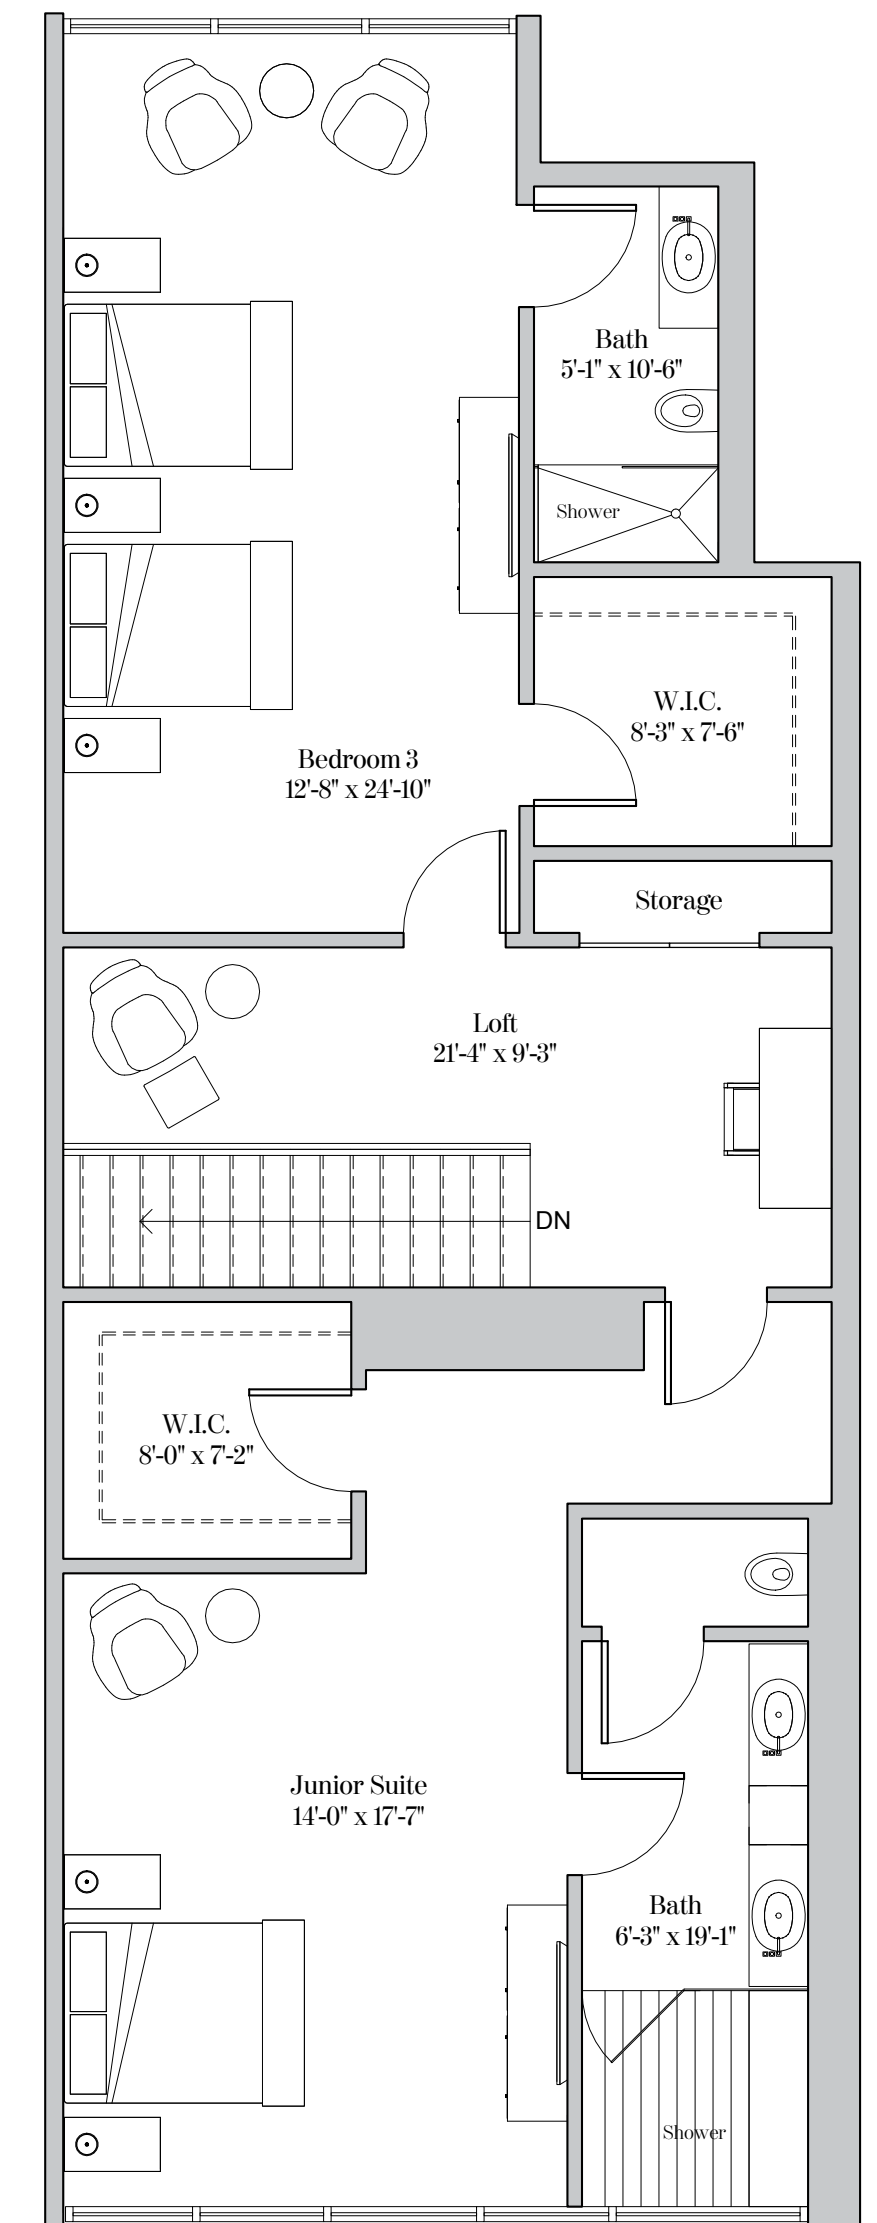 Bath
5'-1" x 10'-6"
Shower
W.I.C.
8'-3" x 7'-6"
Bedroom 3
12'-8" x 24'-10"
Storage
Loft
21'-4" x 9'-3"
DN
W.I.C.
8'-0" x 7'-2"
Junior Suite
14'-0" x 17'-7"
Bath
6'-3" x 19'-1"
Shower